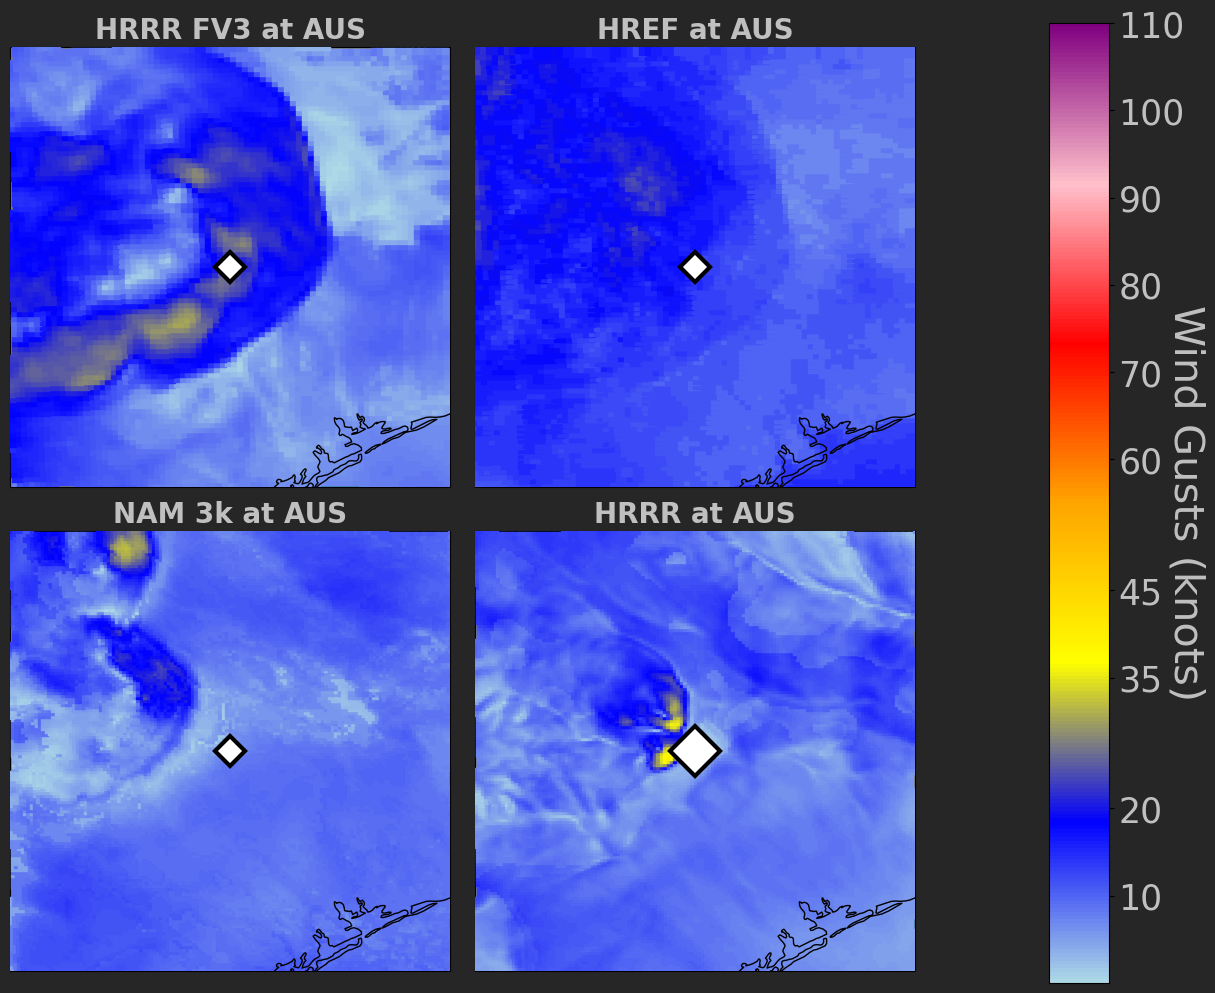 HRRR FV3 at AUS
HREF at AUS
NAM 3k at AUS
HRRR at AUS
110
100
90
80
70
60
45
35
20
10
Wind Gusts (knots)